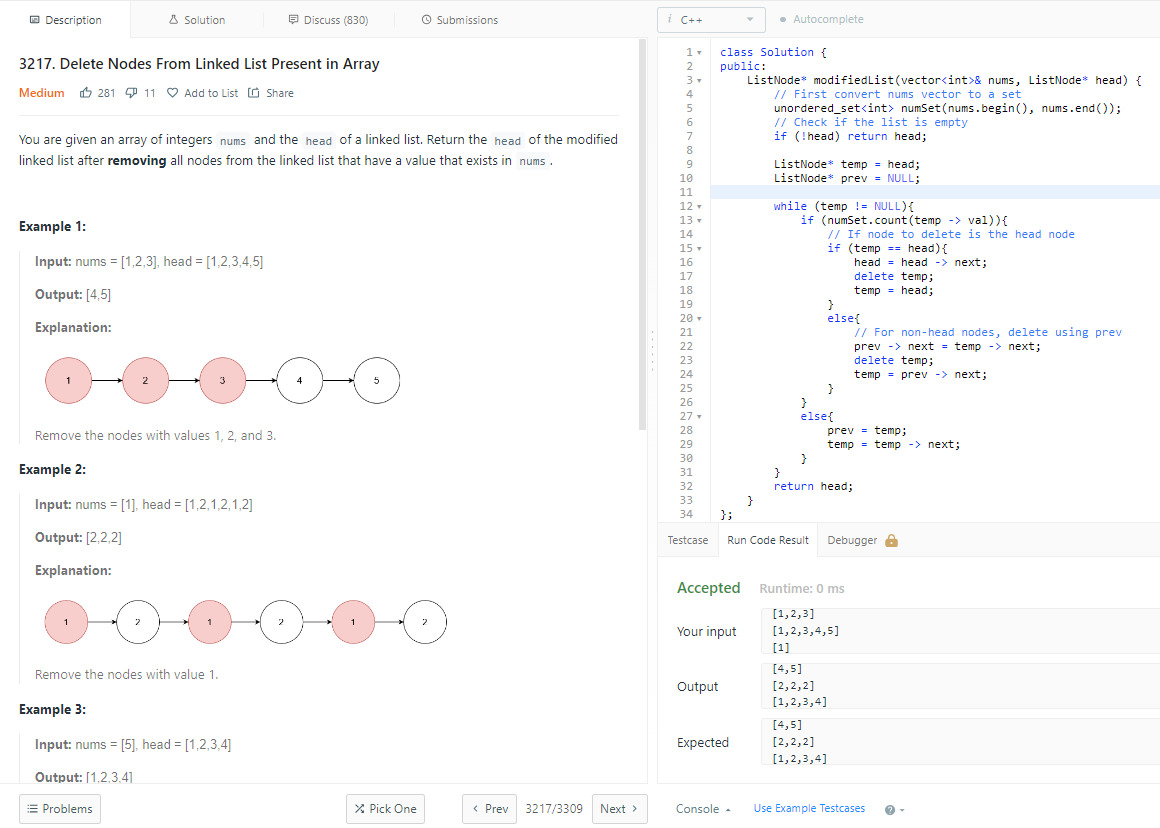 Description
Solution
Discuss (830)
Submissions
3217. Delete Nodes From Linked List Present in Array
Medium 281 11 Add to List Share
You are given an array of integers nums and the head of a linked list. Return the head of the modified
linked list after removing all nodes from the linked list that have a value that exists in nums .
Example 1:
Input: nums = [1,2,3], head = [1,2,3,4,5]
Output: [4,5]
Explanation:
1 2 3 4 5
Remove the nodes with values 1, 2, and 3.
Example 2:
Input: nums = [1], head = [1,2,1,2,1,2]
Output: [2,2,2]
Explanation:
1 2 1 2 1 2
Remove the nodes with value 1.
Example 3:
Input: nums = [5], head = [1,2,3,4]
Output: [1,2,3,4]
Problems
Pick One
Prev
3217/3309
Next
i C++
Autocomplete
1 class Solution {
2 public:
3     ListNode* modifiedList(vector<int>& nums, ListNode* head) {
4         // First convert nums vector to a set
5         unordered_set<int> numSet(nums.begin(), nums.end());
6         // Check if the list is empty
7         if (!head) return head;
8
9         ListNode* temp = head;
10         ListNode* prev = NULL;
11
12         while (temp != NULL){
13             if (numSet.count(temp -> val)){
14                 // If node to delete is the head node
15                 if (temp == head){
16                     head = head -> next;
17                     delete temp;
18                     temp = head;
19                 }
20                 else{
21                     // For non-head nodes, delete using prev
22                     prev -> next = temp -> next;
23                     delete temp;
24                     temp = prev -> next;
25                 }
26             }
27             else{
28                 prev = temp;
29                 temp = temp -> next;
30             }
31         }
32         return head;
33     }
34 };
Testcase
Run Code Result
Debugger
Accepted Runtime: 0 ms
Your input
[1,2,3]
[1,2,3,4,5]
[1]
Output
[4,5]
[2,2,2]
[1,2,3,4]
Expected
[4,5]
[2,2,2]
[1,2,3,4]
Console
Use Example Testcases
?